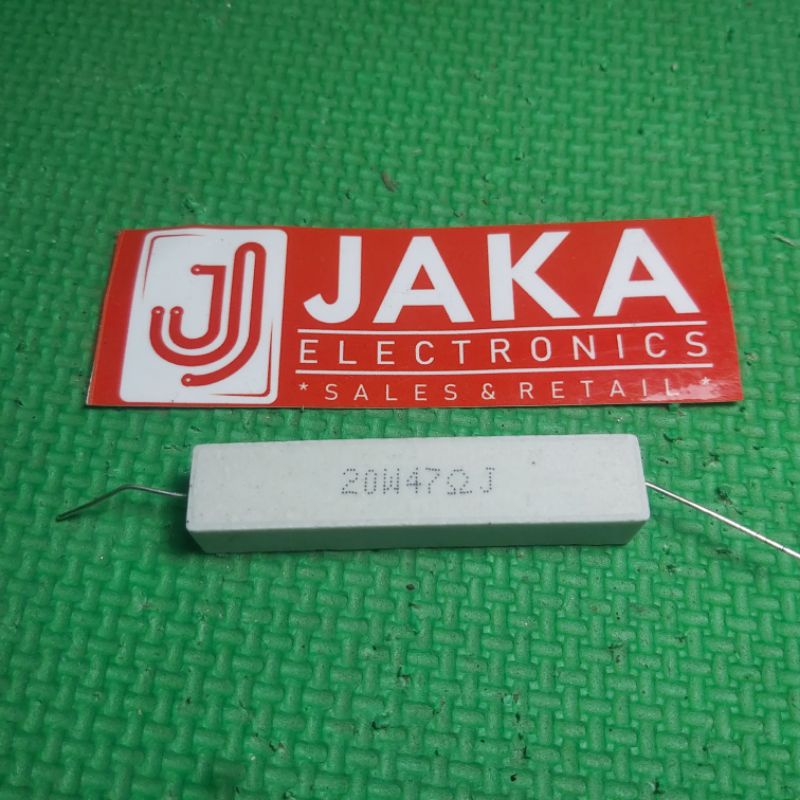 JAKA
ELECTRONICS
* SALES & RETAIL *
20W47ΩJ